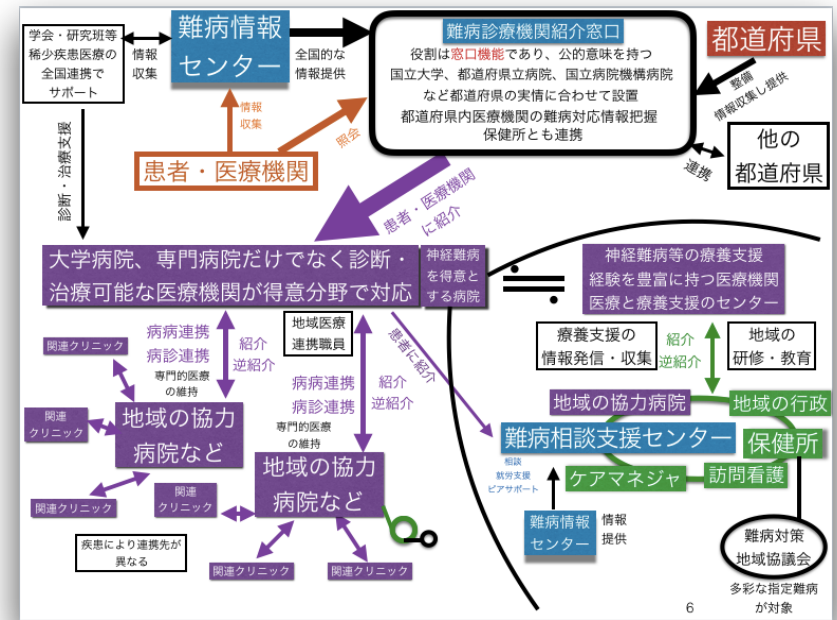 学会・研究班等
稀少疾患医療の
全国連携で
サポート
情報
収集
難病情報
センター
全国的な
情報提供
難病診療機関紹介窓口
役割は窓口機能であり、公的意味を持つ
国立大学、都道府県立病院、国立病院機構病院
など都道府県の実情に合わせて設置
都道府県内医療機関の難病対応情報把握
保健所とも連携
都道府県
整備
情報収集し提供
他の
都道府県
連携
情報
収集
照会
患者・医療機関
診断・治療支援
患者・医療機関
に紹介
大学病院、専門病院だけでなく診断・
治療可能な医療機関が得意分野で対応
神経難病
を得意と
する病院
神経難病等の療養支援
経験を豊富に持つ医療機関
医療と療養支援のセンター
関連クリニック
病病連携
病診連携
専門的医療
の維持
紹介
逆紹介
地域医療
連携職員
病病連携
病診連携
専門的医療
の維持
紹介
逆紹介
患者に紹介
療養支援の
情報発信・収集
紹介
逆紹介
地域の
研修・教育
関連
クリニック
地域の協力
病院など
地域の協力病院
地域の行政
難病相談支援センター
保健所
相談
就労支援
ピアサポート
ケアマネジャ
訪問看護
関連クリニック
関連
クリニック
地域の協力
病院など
難病情報
センター
情報
提供
難病対策
地域協議会
疾患により連携先が
異なる
関連クリニック
関連クリニック
多彩な指定難病
が対象
6